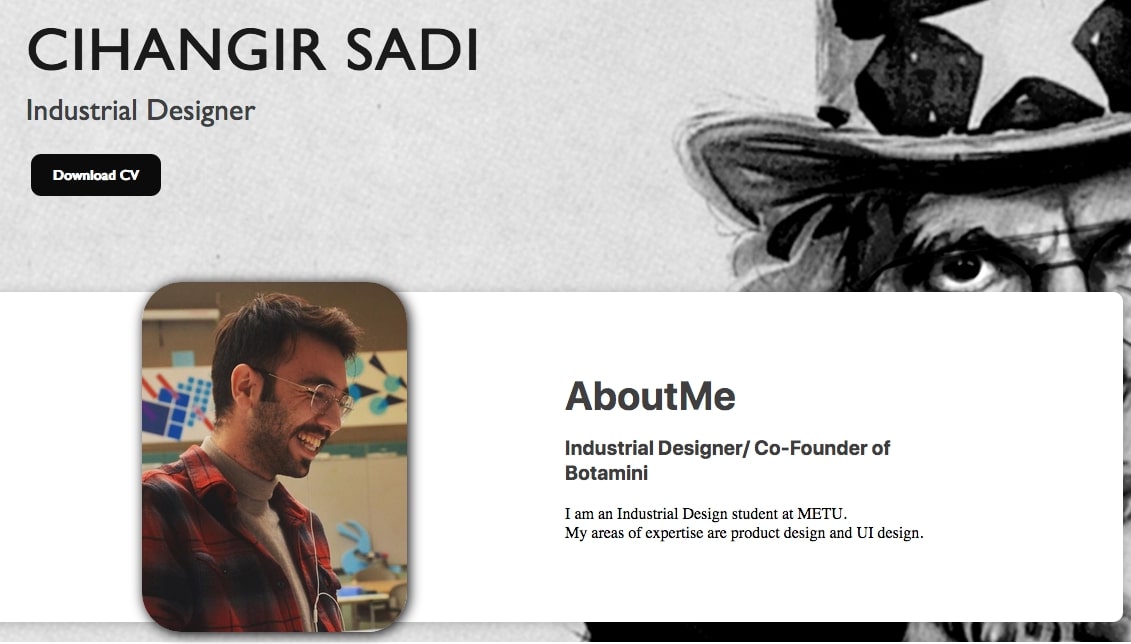 CIHANGIR SADI
Industrial Designer
Download CV
AboutMe
Industrial Designer/ Co-Founder of
Botamini
I am an Industrial Design student at METU.
My areas of expertise are product design and UI design.